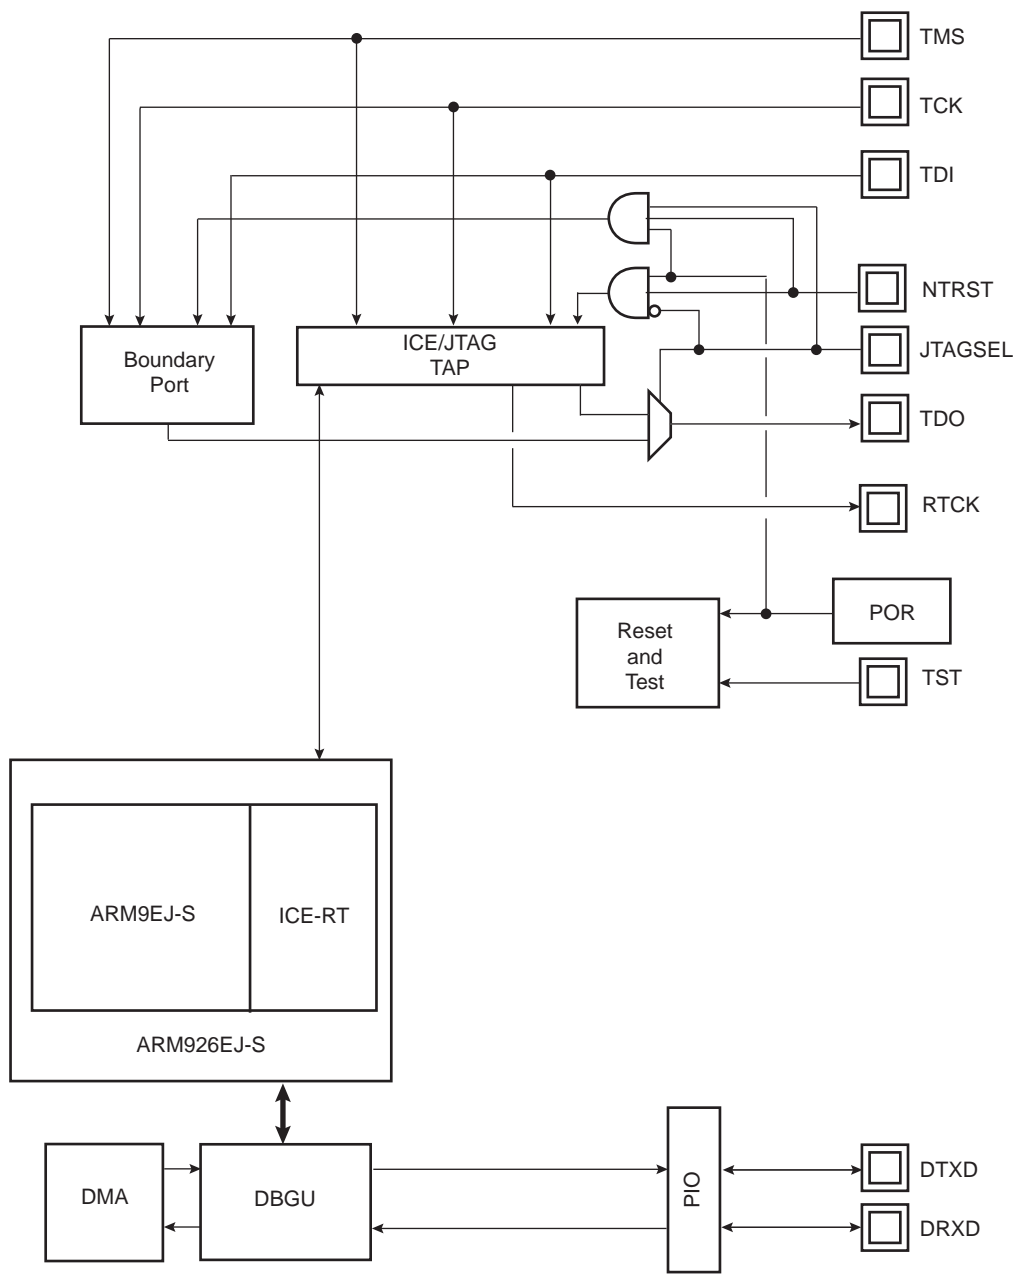 TMS
TCK
TDI
NTRST
ICE/JTAG
TAP
JTAGSEL
Boundary
Port
TDO
RTCK
POR
Reset
and
Test
TST
ARM9EJ-S
ICE-RT
ARM926EJ-S
DMA
DBGU
PIO
DTXD
DRXD